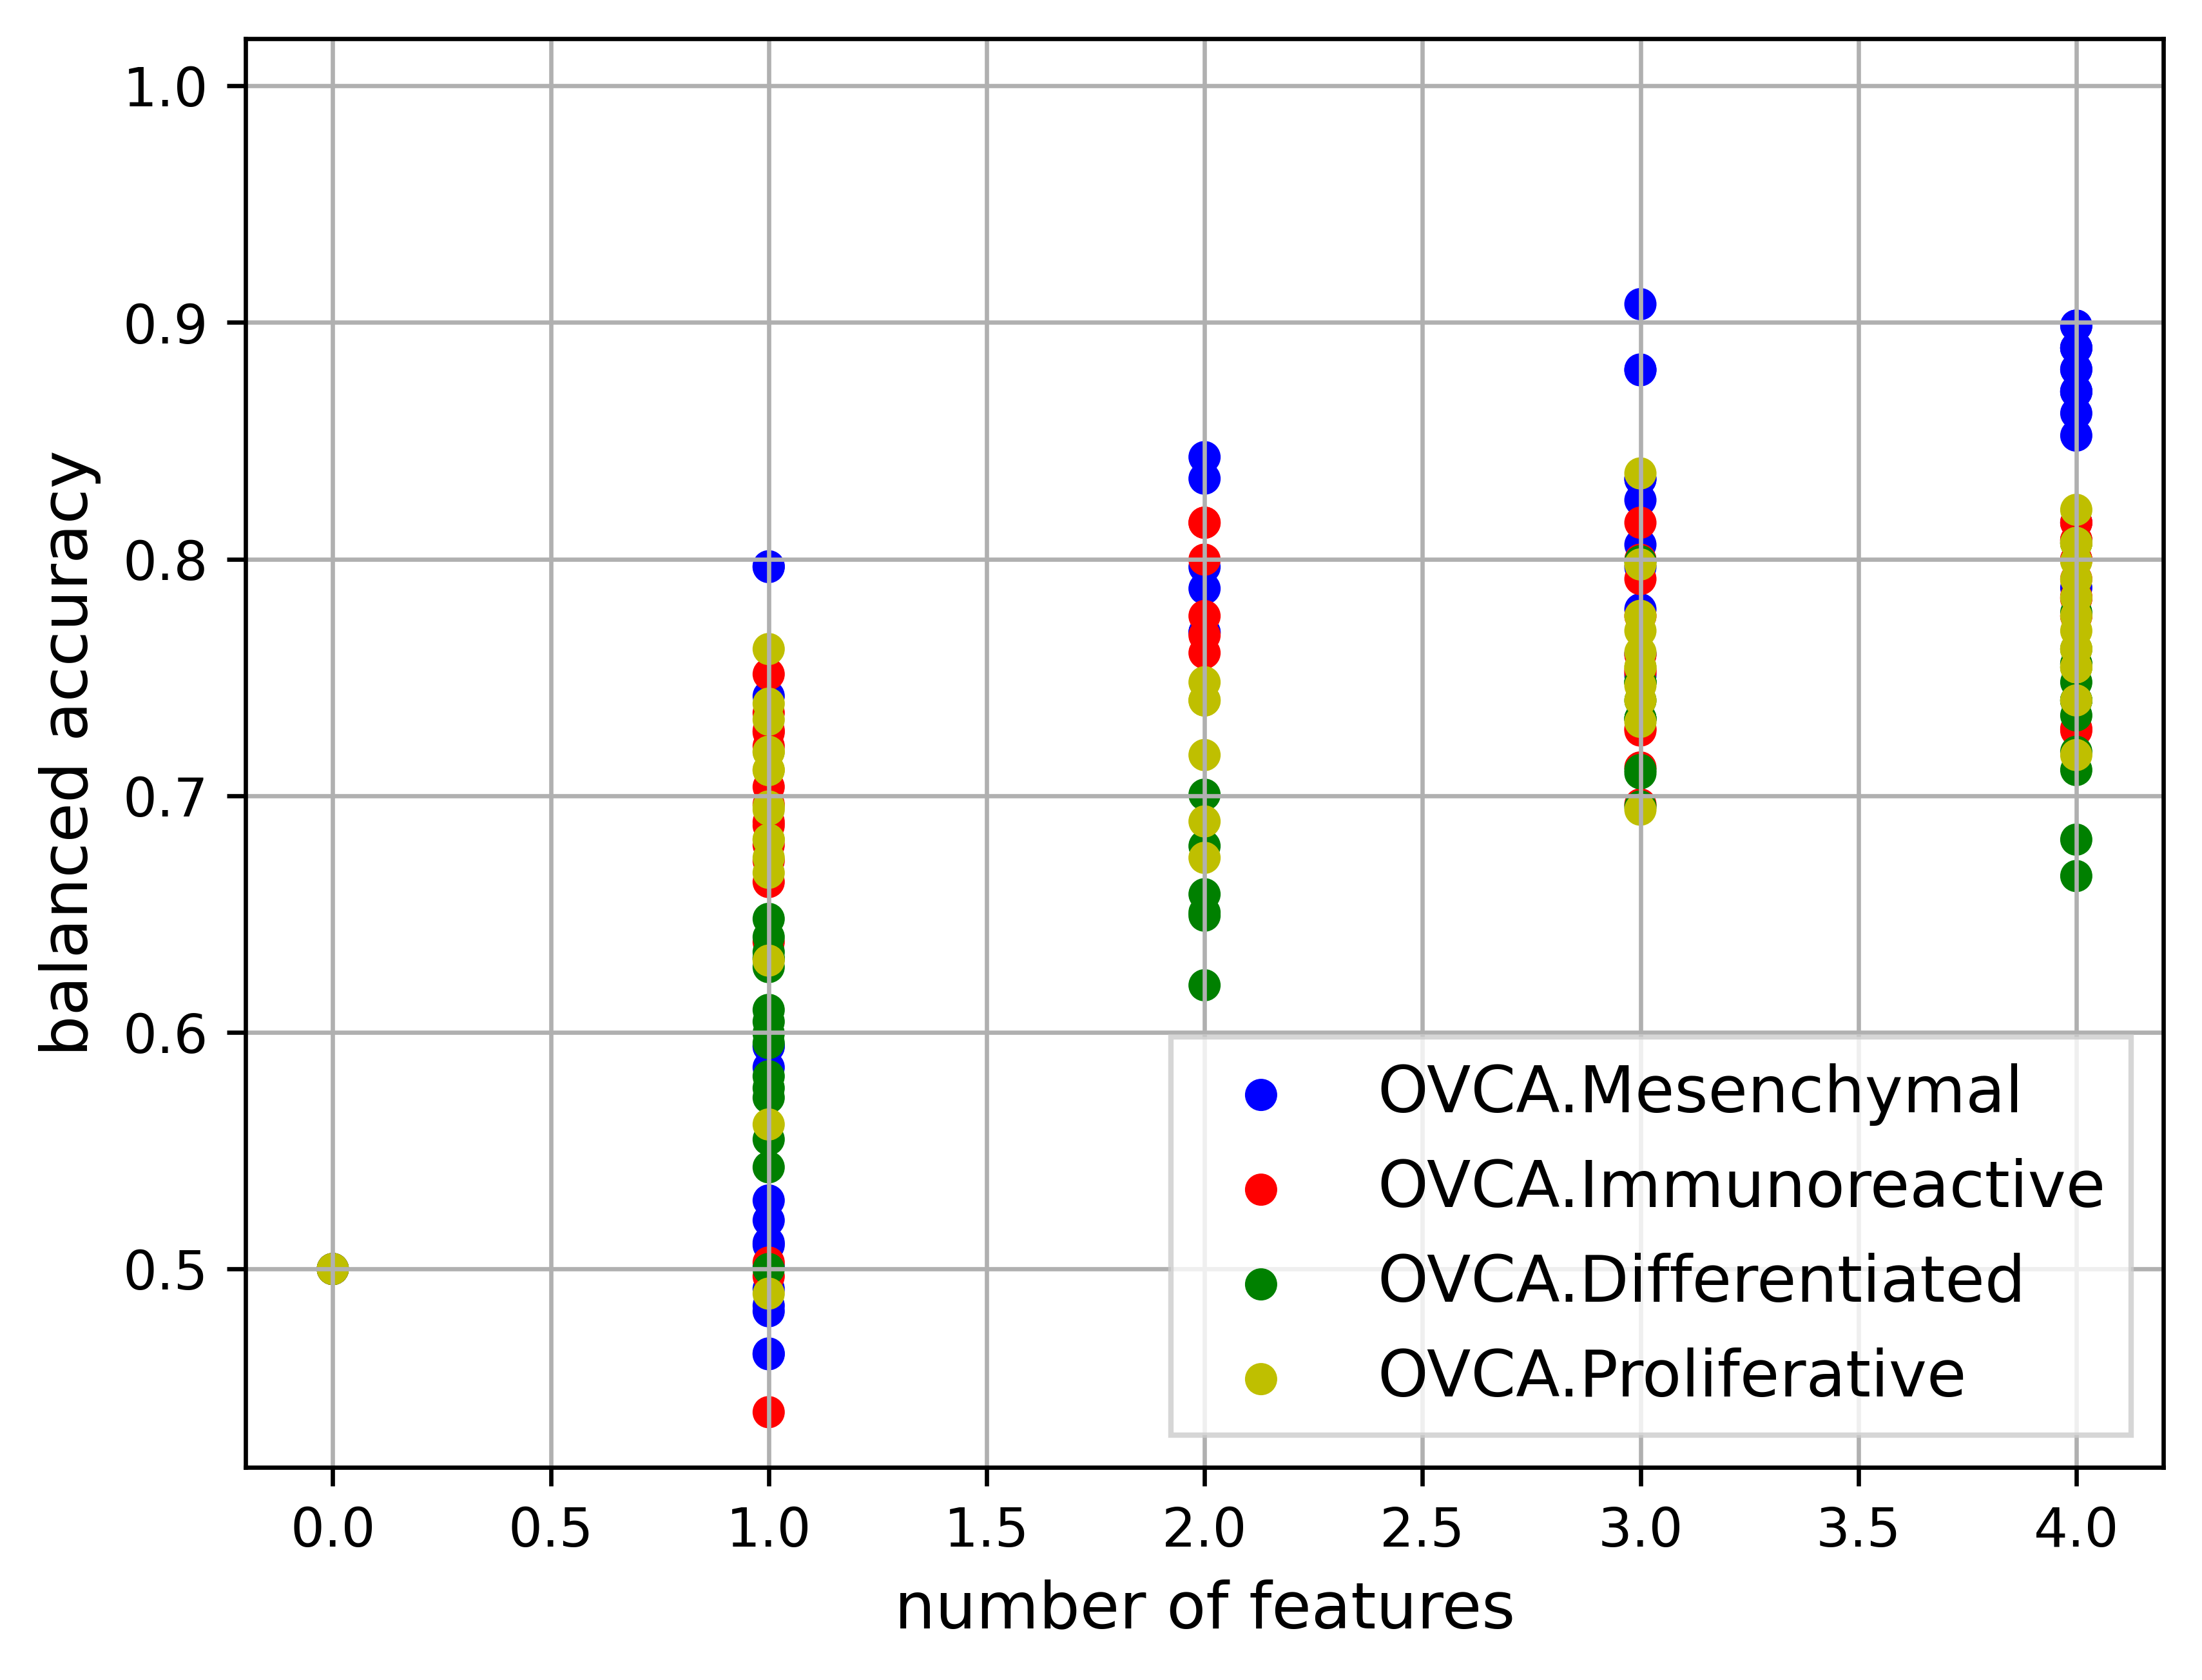 1.0
0.9
0.8
0.7
0.6
0.5
balanced accuracy
OVCA.Mesenchymal
OVCA.Immunoreactive
OVCA.Differentiated
OVCA.Proliferative
0.0 0.5 1.0 1.5 2.0 2.5 3.0 3.5 4.0
number of features